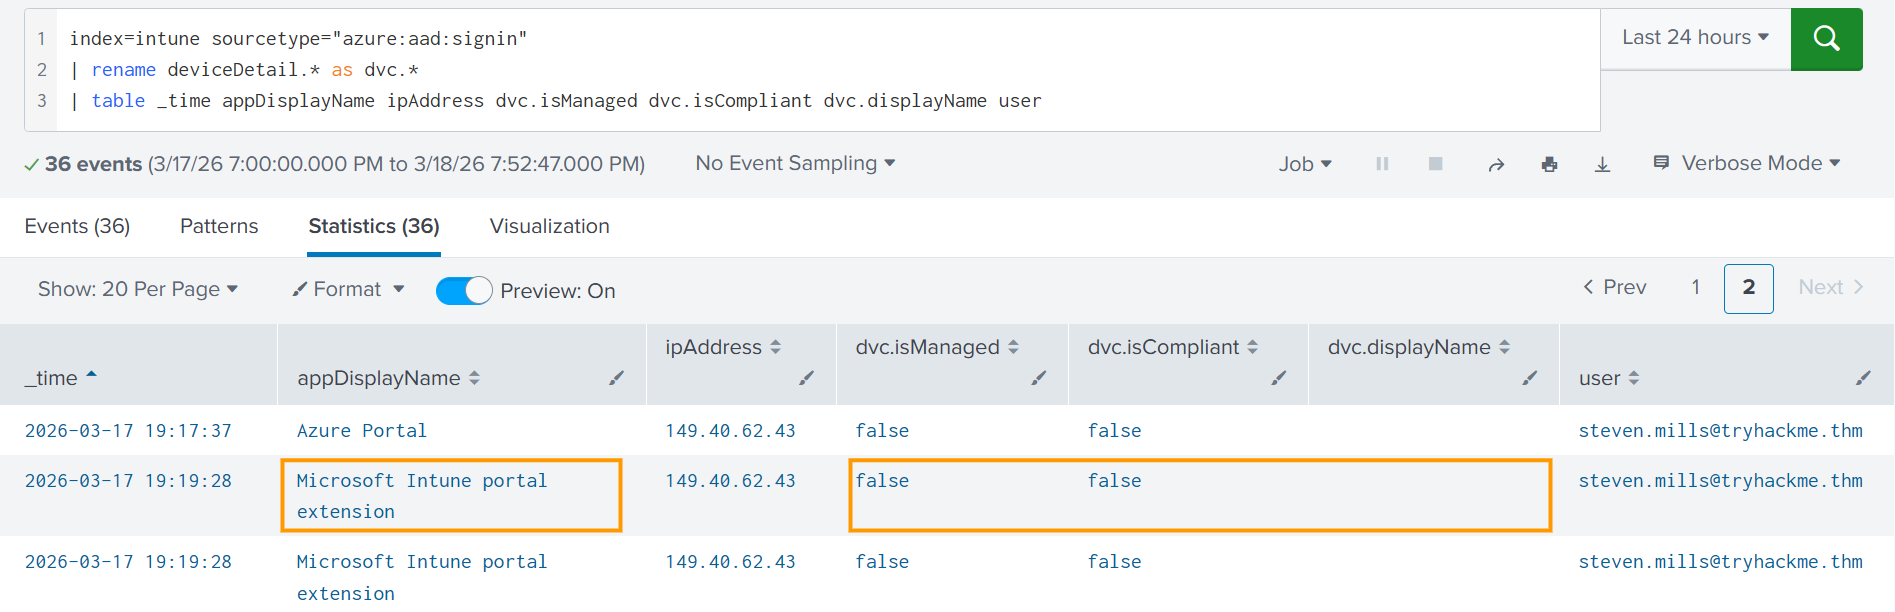 1 index=intune sourcetype="azure:aad:signin"
2 | rename deviceDetail.* as dvc.*
3 | table _time appDisplayName ipAddress dvc.isManaged dvc.isCompliant dvc.displayName user
Last 24 hours
36 events (3/17/26 7:00:00.000 PM to 3/18/26 7:52:47.000 PM) No Event Sampling Job Verbose Mode
Events (36) Patterns Statistics (36) Visualization
Show: 20 Per Page Format Preview: On Prev 1 2 Next
_time appDisplayName ipAddress dvc.isManaged dvc.isCompliant dvc.displayName user
2026-03-17 19:17:37 Azure Portal 149.40.62.43 false false steven.mills@tryhackme.thm
2026-03-17 19:19:28 Microsoft Intune portal 149.40.62.43 false false steven.mills@tryhackme.thm
extension
2026-03-17 19:19:28 Microsoft Intune portal 149.40.62.43 false false steven.mills@tryhackme.thm
extension